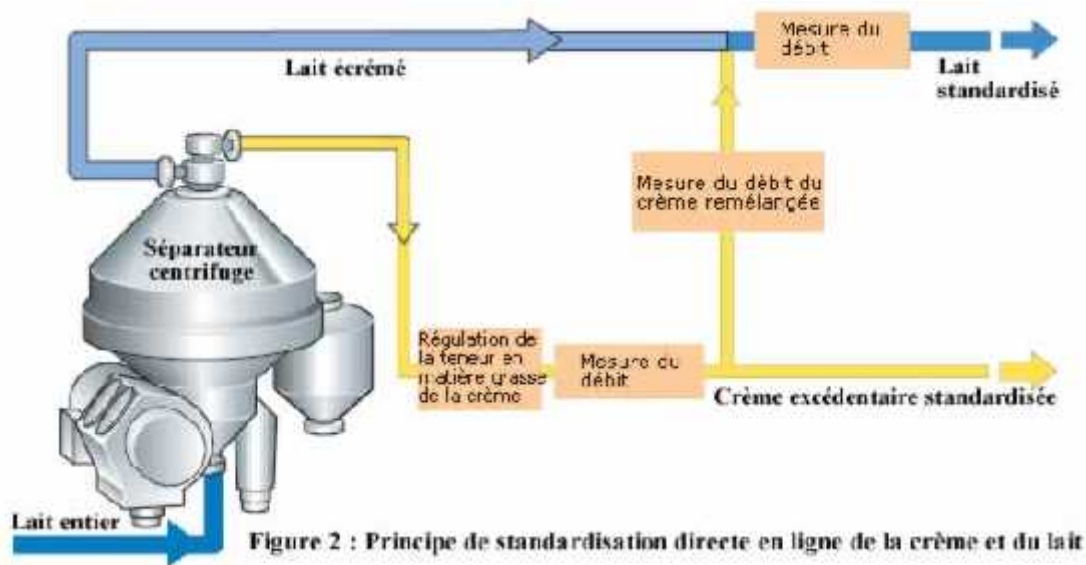 Mesure du
débit
Lait écrémé
Lait
standardisé
Mesure du débit du
crème remélangée
Séparateur
centrifuge
Régulation de
la teneur en
matière grasse
de la crème
Mesure du
débit
Crème excédentaire standardisée
Lait entier
Figure 2 : Principe de standardisation directe en ligne de la crème et du lait